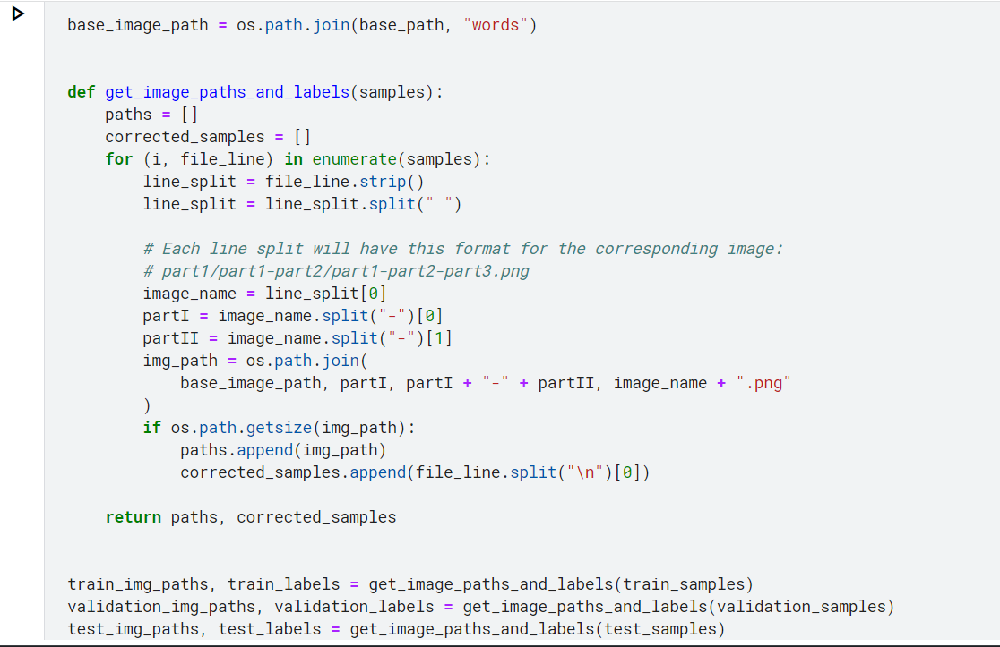 base_image_path = os.path.join(base_path, "words")
def get_image_paths_and_labels(samples):
    paths = []
    corrected_samples = []
    for (i, file_line) in enumerate(samples):
        line_split = file_line.strip()
        line_split = line_split.split(" ")
        # Each line split will have this format for the corresponding image:
        # part1/part1-part2/part1-part2-part3.png
        image_name = line_split[0]
        partI = image_name.split("-")[0]
        partII = image_name.split("-")[1]
        img_path = os.path.join(
            base_image_path, partI, partI + "-" + partII, image_name + ".png"
        )
        if os.path.getsize(img_path):
            paths.append(img_path)
            corrected_samples.append(file_line.split("\n")[0])
    return paths, corrected_samples
train_img_paths, train_labels = get_image_paths_and_labels(train_samples)
validation_img_paths, validation_labels = get_image_paths_and_labels(validation_samples)
test_img_paths, test_labels = get_image_paths_and_labels(test_samples)